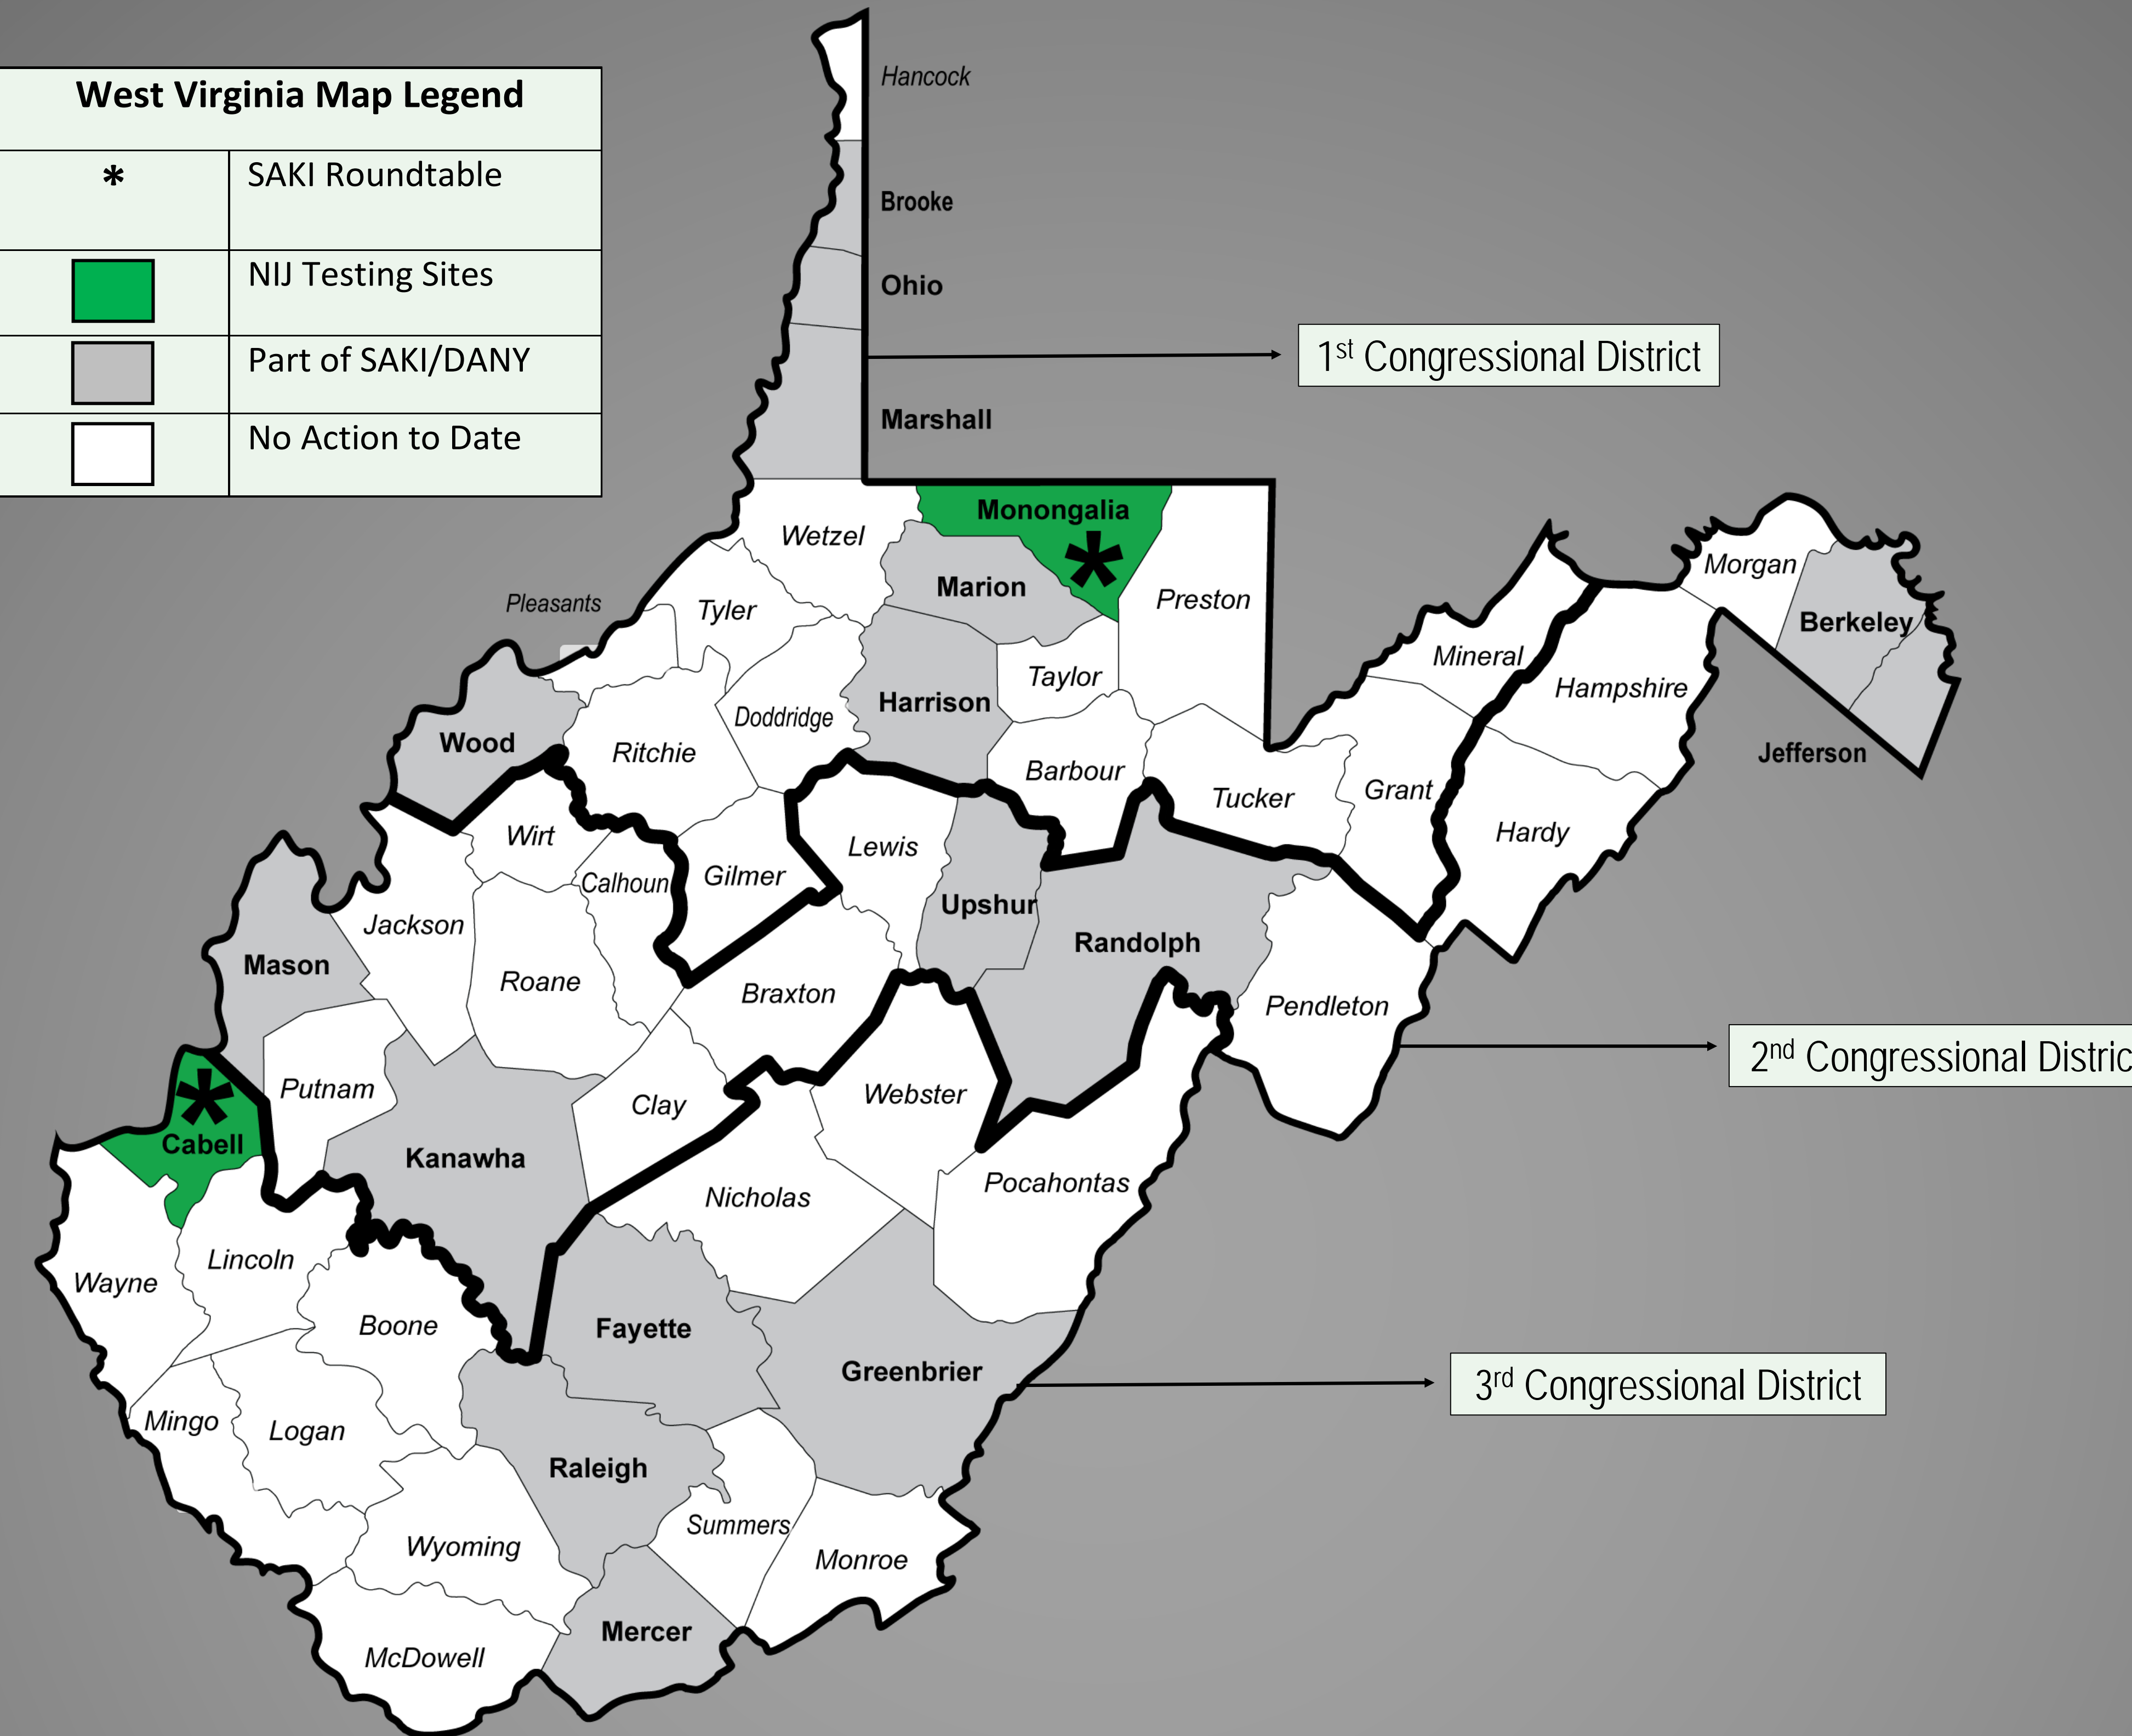 West Virginia Map Legend
* SAKI Roundtable
NIJ Testing Sites
Part of SAKI/DANY
No Action to Date
Hancock
Brooke
Ohio
1st Congressional District
Marshall
Monongalia
*
Wetzel
Marion
Preston
Morgan
Pleasants
Tyler
Berkeley
Mineral
Taylor
Hampshire
Harrison
Doddridge
Wood
Ritchie
Jefferson
Barbour
Grant
Tucker
Wirt
Hardy
Lewis
Gilmer
Calhoun
Upshur
Jackson
Randolph
Mason
Roane
Braxton
Pendleton
2nd Congressional Distric
*
Putnam
Webster
Clay
Cabell
Kanawha
Pocahontas
Nicholas
Lincoln
Wayne
Boone
Fayette
Greenbrier
3rd Congressional District
Mingo
Logan
Raleigh
Summers
Wyoming
Monroe
Mercer
McDowell